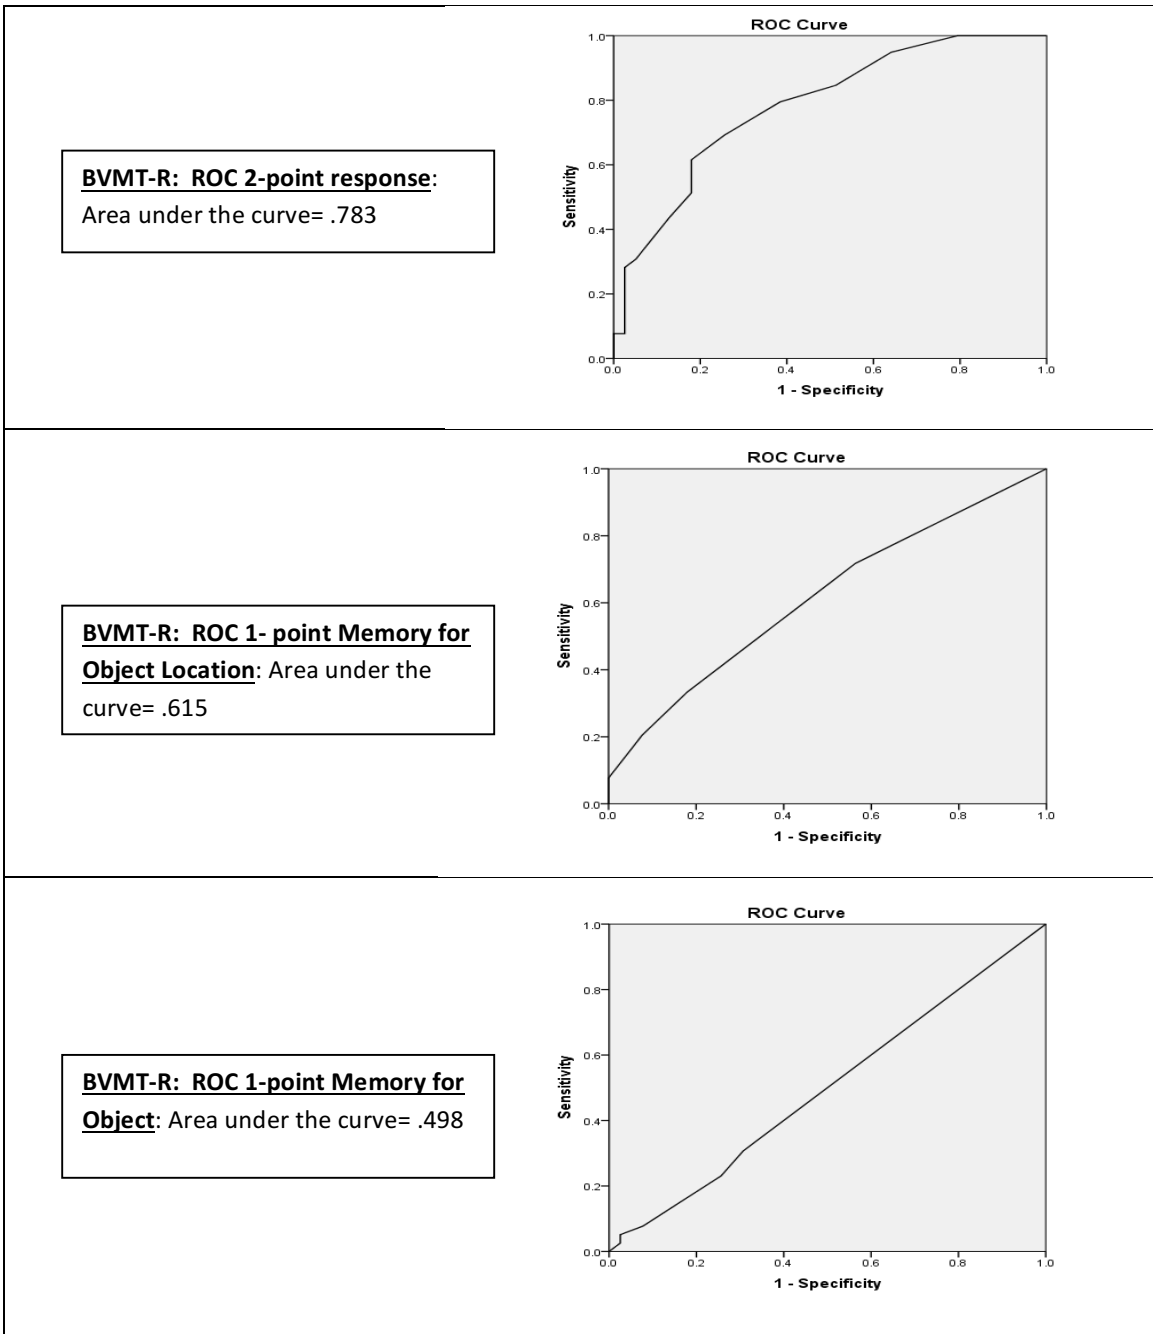 ROC Curve
BVMT-R:  ROC 2-point response:
Area under the curve= .783
1.0
0.8
0.6
0.4
0.2
0.0
Sensitivity
0.0 0.2 0.4 0.6 0.8 1.0
1 - Specificity
ROC Curve
BVMT-R:  ROC 1- point Memory for
Object Location: Area under the
curve= .615
1.0
0.8
0.6
0.4
0.2
0.0
Sensitivity
0.0 0.2 0.4 0.6 0.8 1.0
1 - Specificity
ROC Curve
BVMT-R:  ROC 1-point Memory for
Object: Area under the curve= .498
1.0
0.8
0.6
0.4
0.2
0.0
Sensitivity
0.0 0.2 0.4 0.6 0.8 1.0
1 - Specificity